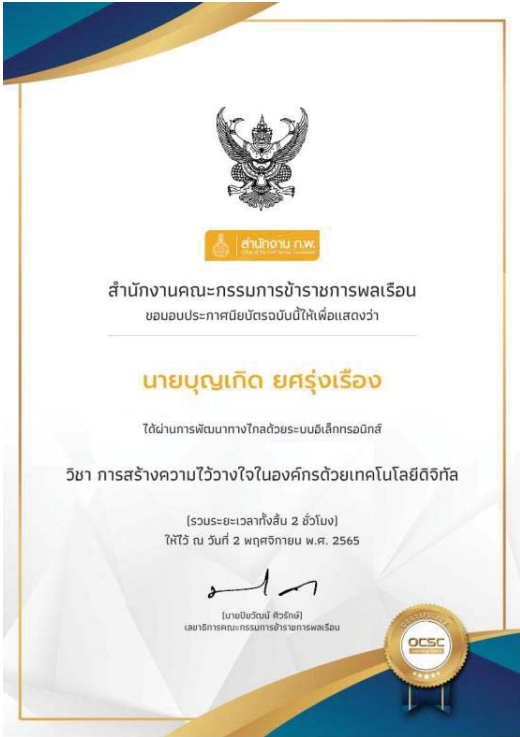 สำนักงาน ก.พ.
สำนักงานคณะกรรมการข้าราชการพลเรือน
ขอมอบประกาศนียบัตรฉบับนี้ให้เพื่อแสดงว่า
นายบุญเกิด ยศรุ่งเรือง
ได้ผ่านการพัฒนาทางไกลด้วยระบบอิเล็กทรอนิกส์
วิชา การสร้างความไว้วางใจในองค์กรด้วยเทคโนโลยีดิจิทัล
(รวมระยะเวลาทั้งสิ้น 2 ชั่วโมง)
ให้ไว้ ณ วันที่ 2 พฤศจิกายน พ.ศ. 2565
(นายปิยวัฒน์ ศิวรักษ์)
เลขาธิการคณะกรรมการข้าราชการพลเรือน
CERTIFICATE
OCSC